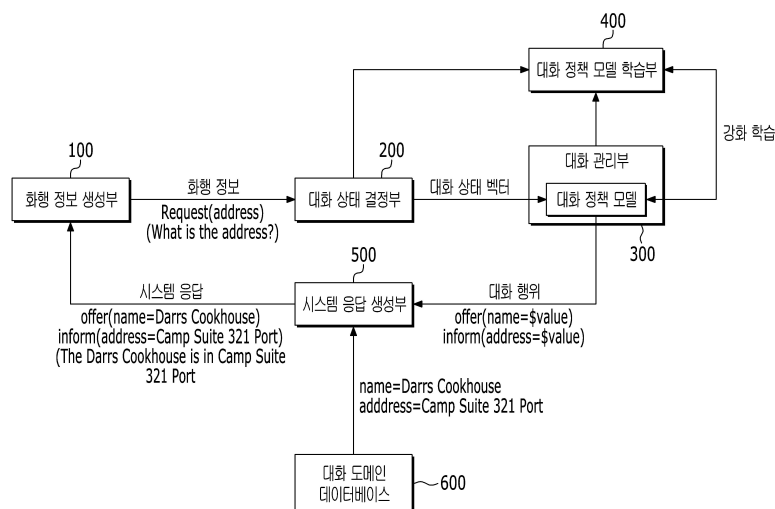 400
대화 정책 모델 학습부
강화 학습
100
화행 정보 생성부
화행 정보
Request(address)
(What is the address?)
200
대화 상태 결정부
대화 상태 벡터
대화 관리부
대화 정책 모델
300
시스템 응답
offer(name=Darrs Cookhouse)
inform(address=Camp Suite 321 Port)
(The Darrs Cookhouse is in Camp Suite
321 Port
500
시스템 응답 생성부
대화 행위
offer(name=$value)
inform(address=$value)
name=Darrs Cookhouse
adddress=Camp Suite 321 Port
대화 도메인
데이터베이스
600